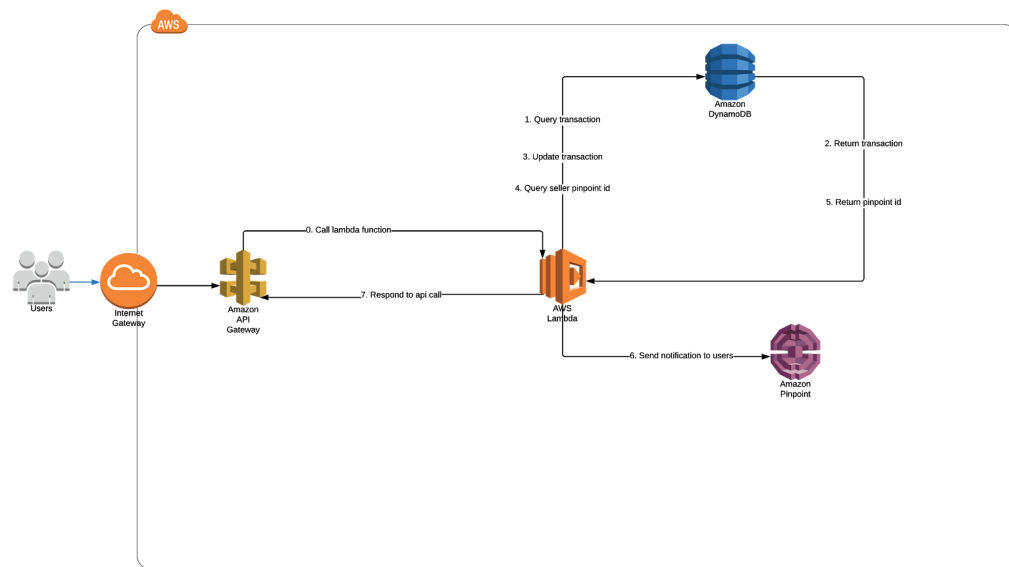 AWS
Amazon
DynamoDB
1. Query transaction
2. Return transaction
3. Update transaction
4. Query seller pinpoint id
5. Return pinpoint id
0. Call lambda function
Users
Internet
Gateway
Amazon
API
Gateway
7. Respond to api call
AWS
Lambda
6. Send notification to users
Amazon
Pinpoint